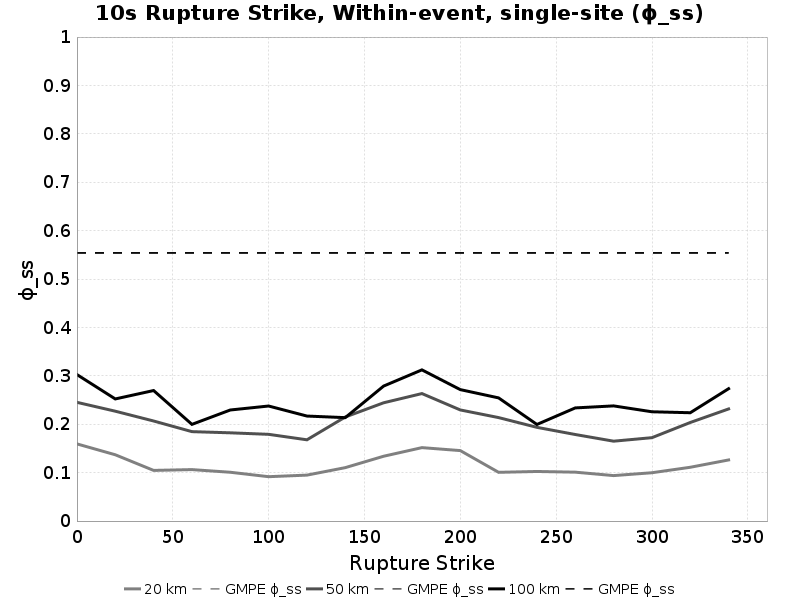 10s Rupture Strike, Within-event, single-site (ϕ_ss)
1
0.9
0.8
0.7
0.6
0.5
0.4
0.3
0.2
0.1
0
ϕ_ss
0 50 100 150 200 250 300 350
Rupture Strike
20 km GMPE ϕ_ss 50 km GMPE ϕ_ss 100 km GMPE ϕ_ss